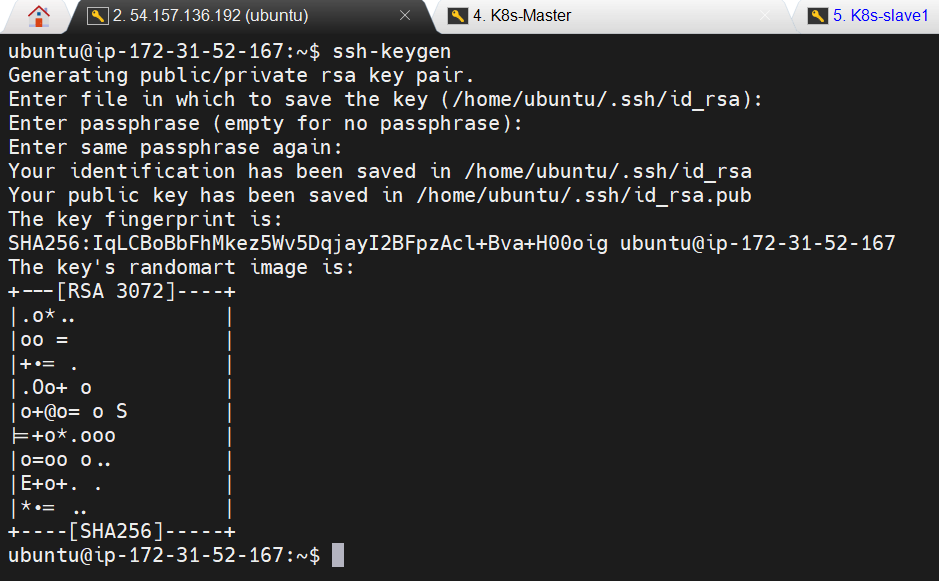 2. 54.157.136.192 (ubuntu)
4. K8s-Master
5. K8s-slave1
ubuntu@ip-172-31-52-167:~$ ssh-keygen
Generating public/private rsa key pair.
Enter file in which to save the key (/home/ubuntu/.ssh/id_rsa):
Enter passphrase (empty for no passphrase):
Enter same passphrase again:
Your identification has been saved in /home/ubuntu/.ssh/id_rsa
Your public key has been saved in /home/ubuntu/.ssh/id_rsa.pub
The key fingerprint is:
SHA256:IqLCBoBbFhMkez5Wv5DqjayI2BFpzAcl+Bva+H00oig ubuntu@ip-172-31-52-167
The key's randomart image is:
+---[RSA 3072]----+
|.o*..            |
|oo =             |
|+•= .            |
|.Oo+ o           |
|o+@o= o S        |
|=+o*.ooo         |
|o=oo o..         |
|E+o+. .          |
|*•= ..           |
+----[SHA256]-----+
ubuntu@ip-172-31-52-167:~$